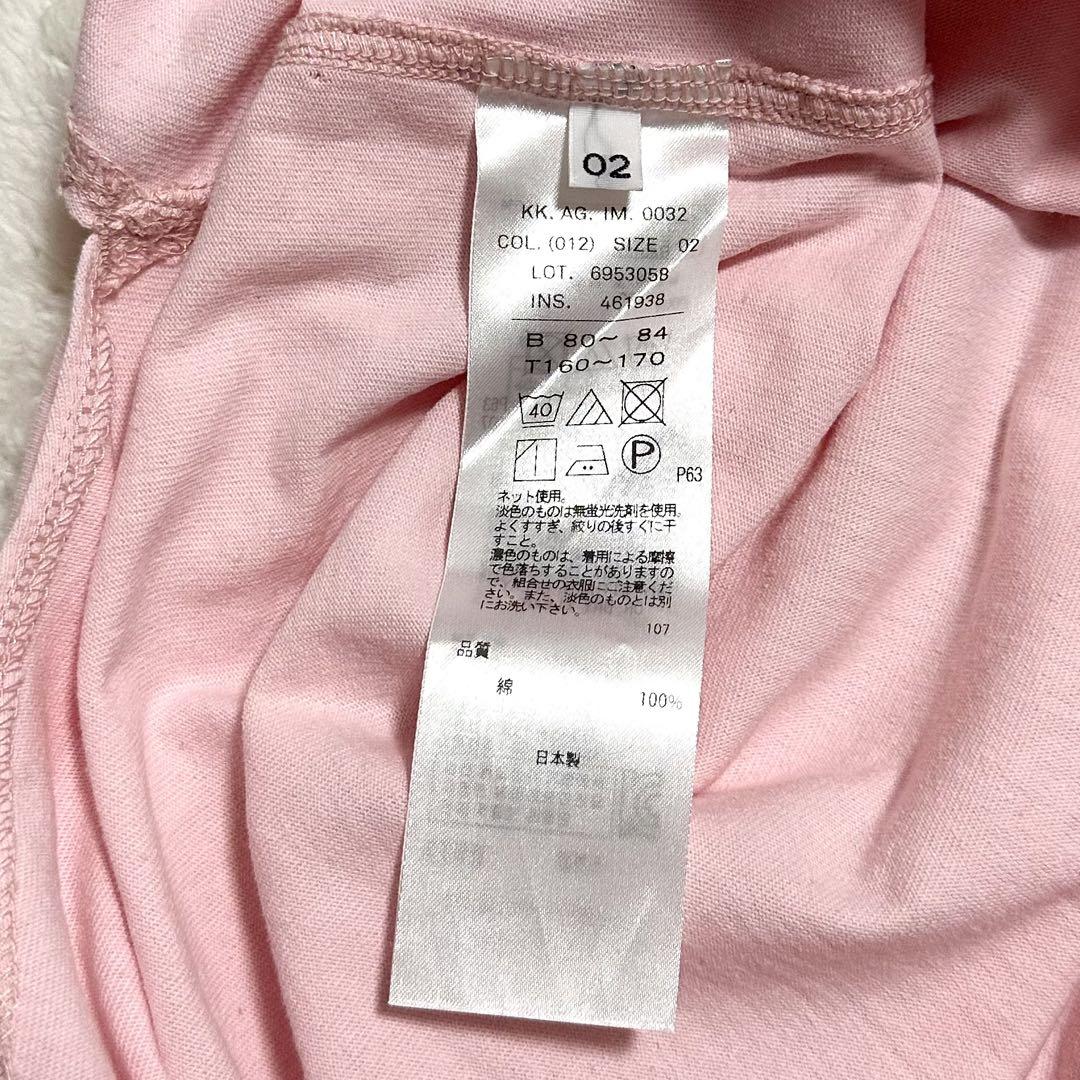 02
KK. AG. IM. 0032
COL. (012) SIZE 02
LOT. 695305B
INS. 461938
B 80～ 84
T160～170
40
P P63
ネット使用。
淡色のものは無蛍光洗剤を使用。
よくすすぎ、絞りの後すぐに干
すこと。
濃色のものは、着用による摩擦
で色落ちすることがありますの
で、組合せの衣服にご注意くだ
さい。また、淡色のものとは別
にお洗い下さい。
107
品質
綿 100%
日本製